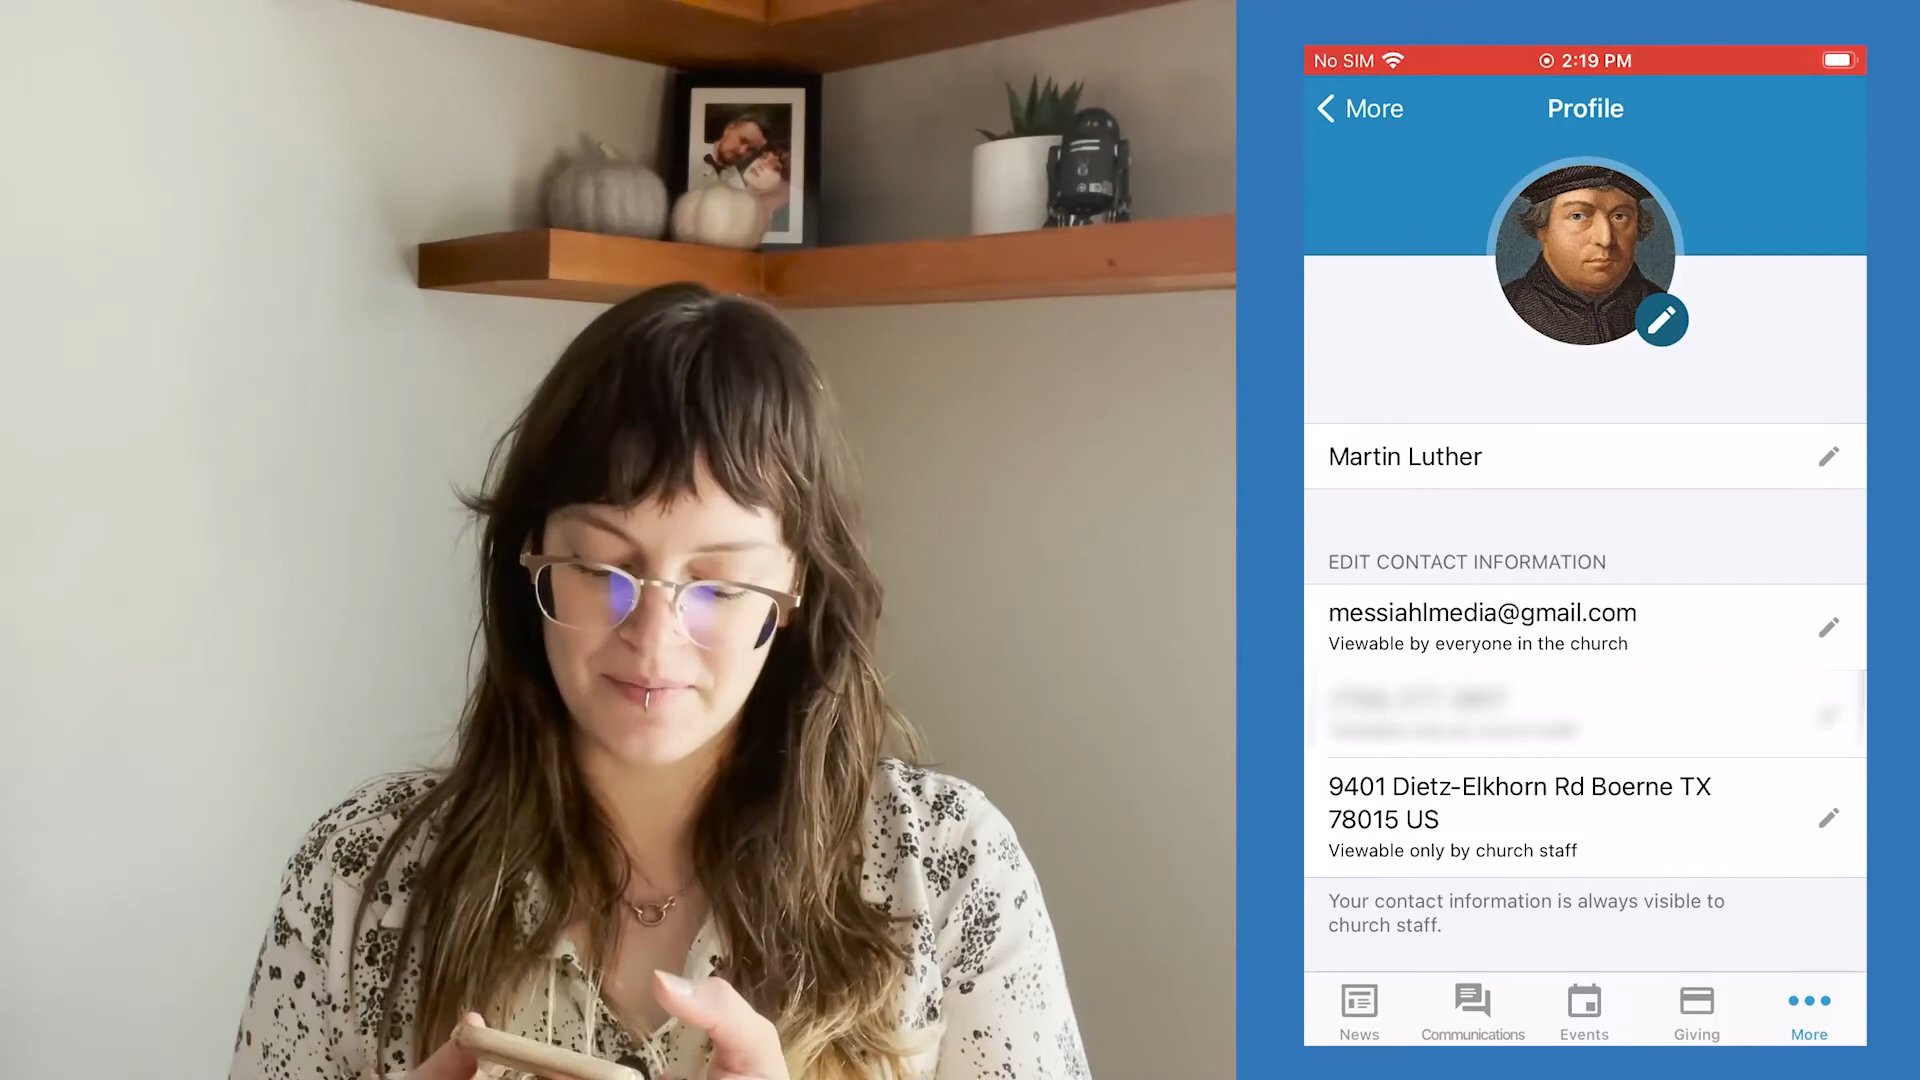 No SIM 2:19 PM
More Profile
Martin Luther
EDIT CONTACT INFORMATION
messiahlmedia@gmail.com
Viewable by everyone in the church
9401 Dietz-Elkhorn Rd Boerne TX
78015 US
Viewable only by church staff
Your contact information is always visible to
church staff.
News Communications Events Giving More